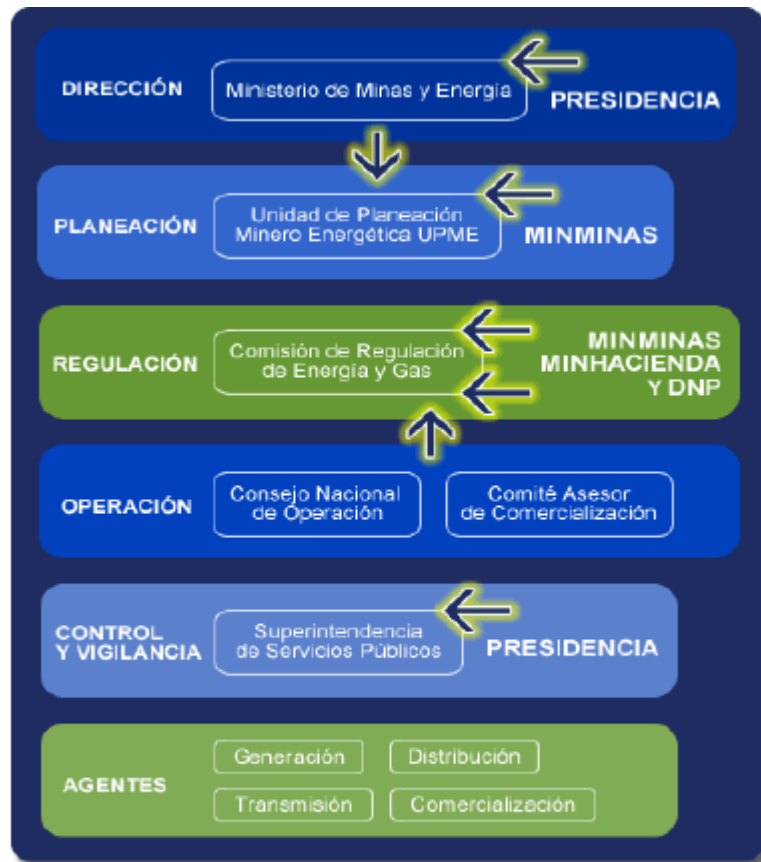 DIRECCIÓN
Ministerio de Minas y Energía
PRESIDENCIA
PLANEACIÓN
Unidad de Planeación
Minero Energética UPME
MINMINAS
REGULACIÓN
Comisión de Regulación
de Energía y Gas
MINMINAS
MINHACIENDA
Y DNP
OPERACIÓN
Consejo Nacional
de Operación
Comité Asesor
de Comercialización
CONTROL
Y VIGILANCIA
Superintendencia
de Servicios Públicos
PRESIDENCIA
AGENTES
Generación
Distribución
Transmisión
Comercialización